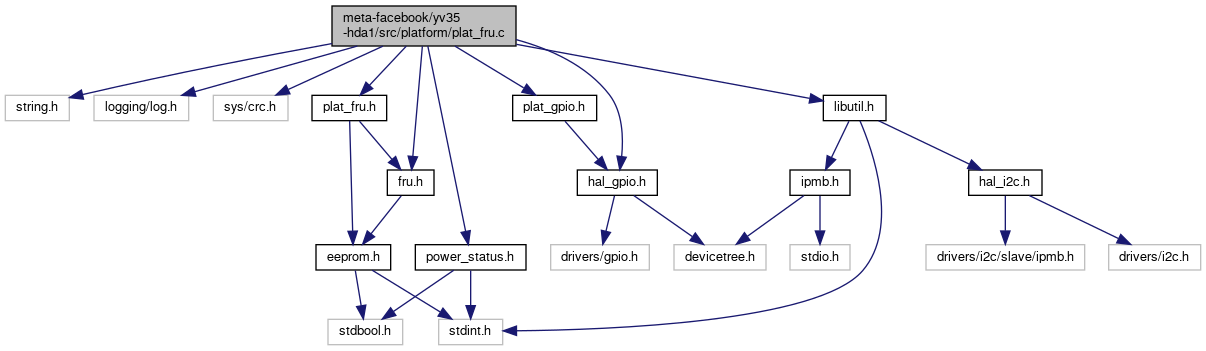 meta-facebook/yv35
-hda1/src/platform/plat_fru.c
string.h
logging/log.h
sys/crc.h
plat_fru.h
plat_gpio.h
libutil.h
fru.h
hal_gpio.h
ipmb.h
hal_i2c.h
eeprom.h
power_status.h
drivers/gpio.h
devicetree.h
stdio.h
drivers/i2c/slave/ipmb.h
drivers/i2c.h
stdbool.h
stdint.h